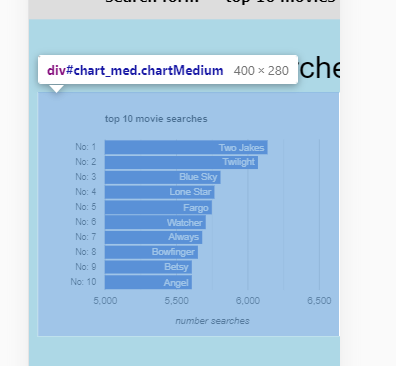 search form top 10 movies
div#chart_med.chartMedium 400 × 280
rche
top 10 movie searches
No: 1 Two Jakes
No: 2 Twilight
No: 3 Blue Sky
No: 4 Lone Star
No: 5 Fargo
No: 6 Watcher
No: 7 Always
No: 8 Bowfinger
No: 9 Betsy
No: 10 Angel
5,000 5,500 6,000 6,500
number searches